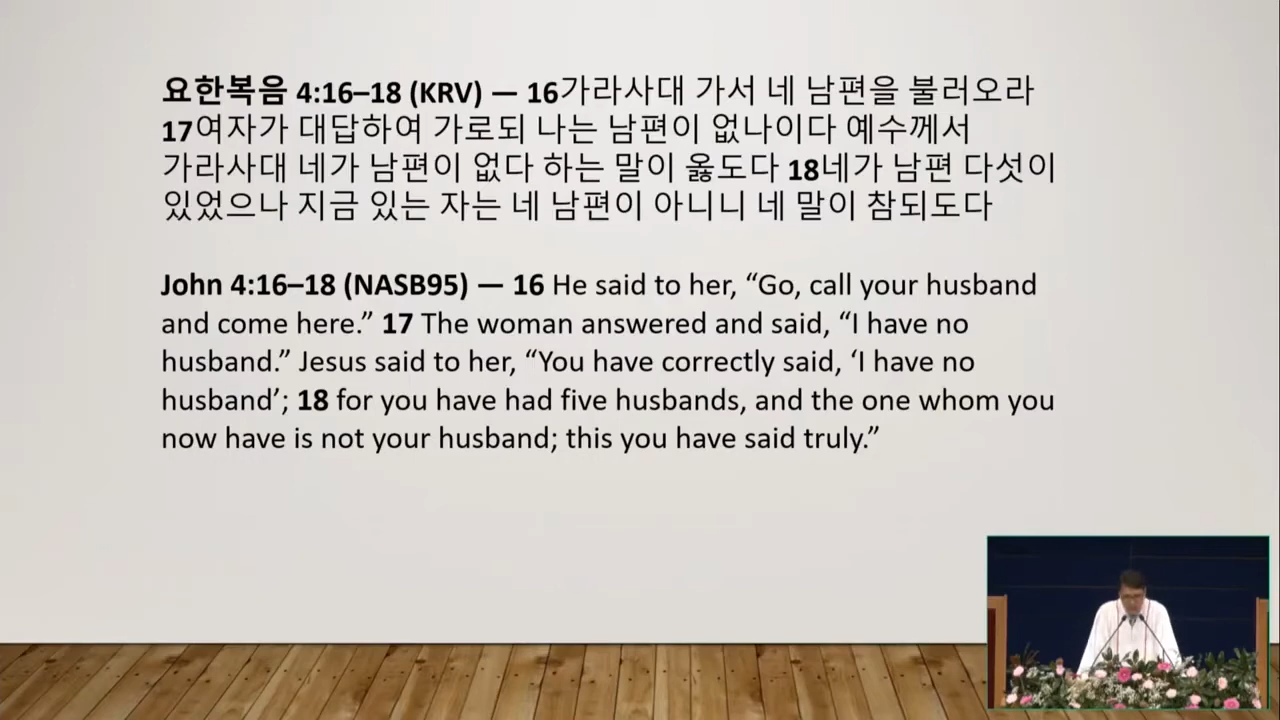 요한복음 4:16–18 (KRV) — 16가라사대 가서 네 남편을 불러오라
17여자가 대답하여 가로되 나는 남편이 없나이다 예수께서
가라사대 네가 남편이 없다 하는 말이 옳도다 18네가 남편 다섯이
있었으나 지금 있는 자는 네 남편이 아니니 네 말이 참되도다
John 4:16–18 (NASB95) — 16 He said to her, “Go, call your husband
and come here.” 17 The woman answered and said, “I have no
husband.” Jesus said to her, “You have correctly said, ‘I have no
husband’; 18 for you have had five husbands, and the one whom you
now have is not your husband; this you have said truly.”